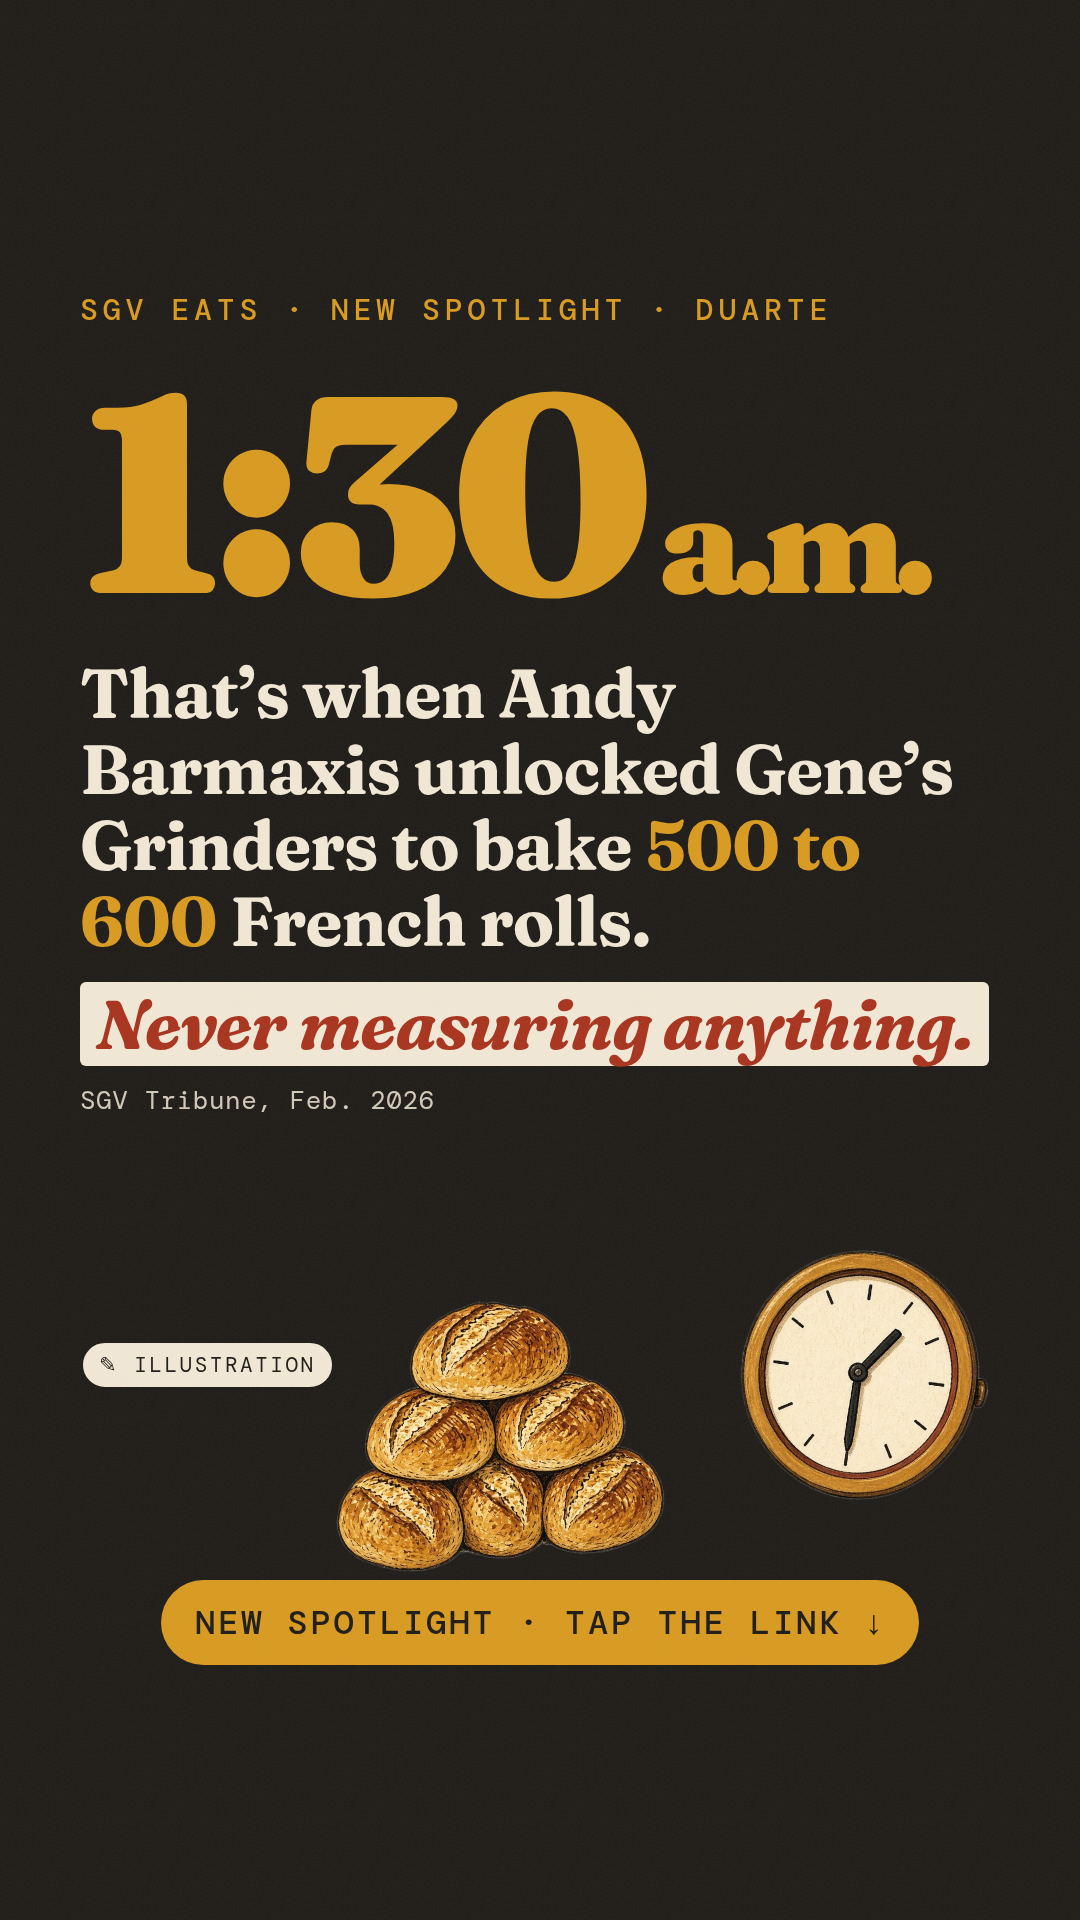 SGV EATS · NEW SPOTLIGHT · DUARTE
1:30 a.m.
That’s when Andy
Barmaxis unlocked Gene’s
Grinders to bake 500 to
600 French rolls.
Never measuring anything.
SGV Tribune, Feb. 2026
✎ ILLUSTRATION
NEW SPOTLIGHT · TAP THE LINK ↓